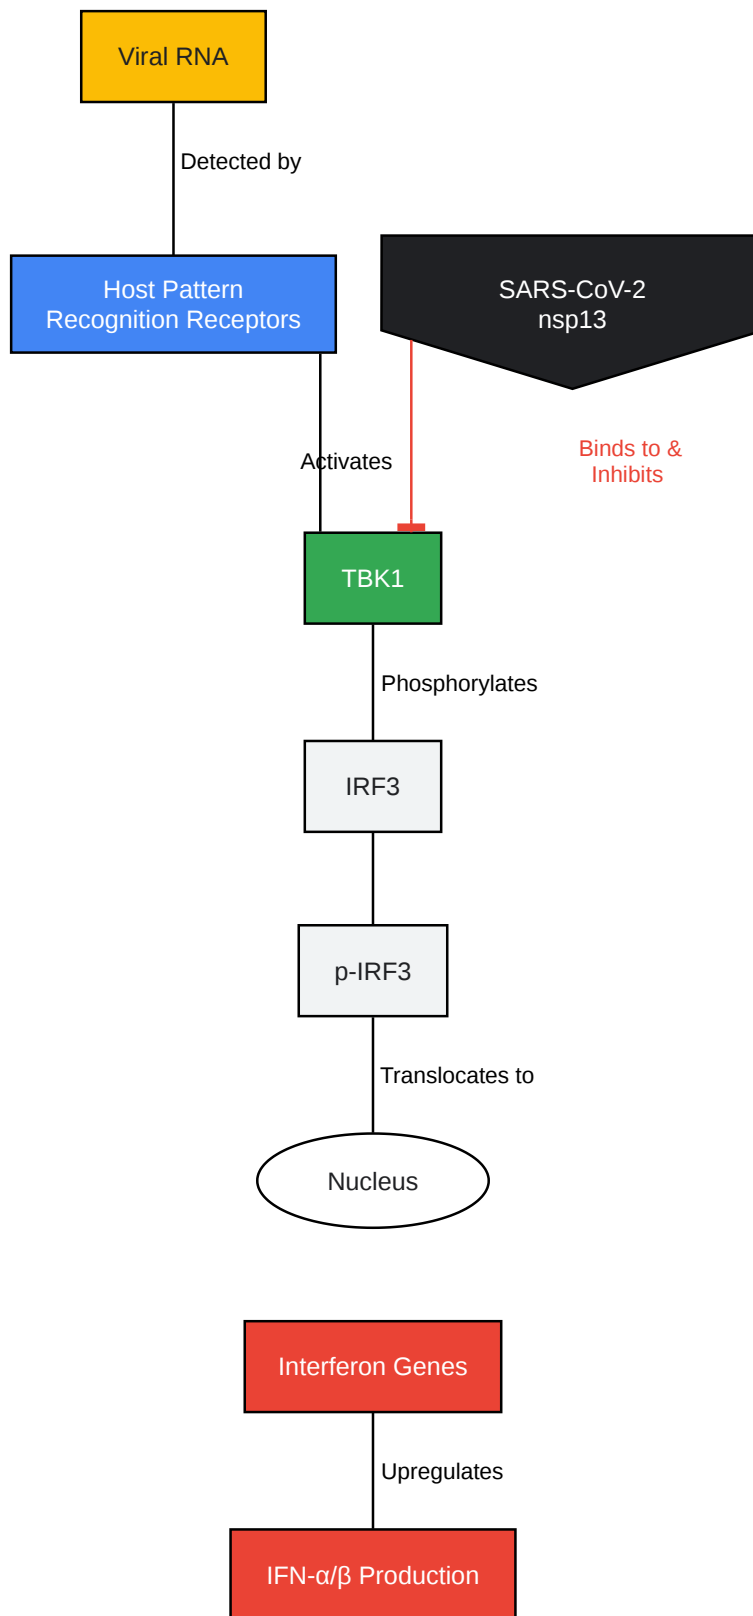 Viral RNA
Detected by
Host Pattern
Recognition Receptors
SARS-CoV-2
nsp13
Activates
Binds to &
Inhibits
TBK1
Phosphorylates
IRF3
p-IRF3
Translocates to
Nucleus
Interferon Genes
Upregulates
IFN-α/β Production